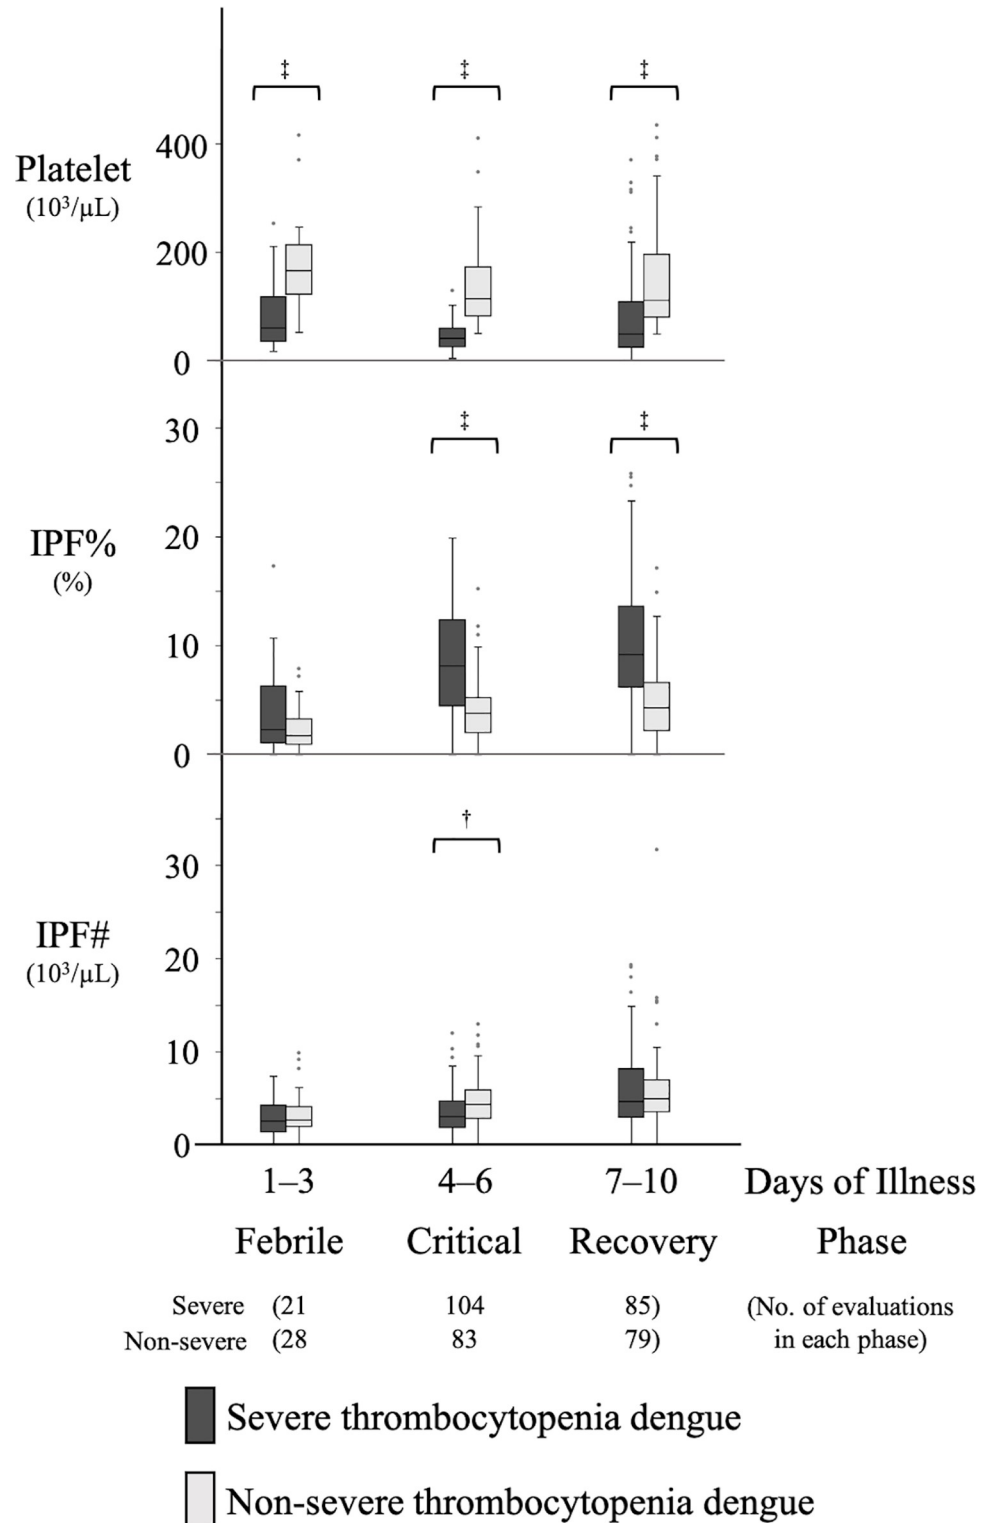 ‡ ‡ ‡
400
Platelet
(10³/μL)
200
0
‡ ‡
30
20
IPF%
(%)
10
0
†
30
IPF#
(10³/μL)
20
10
0
1–3 4–6 7–10 Days of Illness
Febrile Critical Recovery Phase
Severe (21 104 85) (No. of evaluations
Non-severe (28 83 79) in each phase)
Severe thrombocytopenia dengue
Non-severe thrombocytopenia dengue